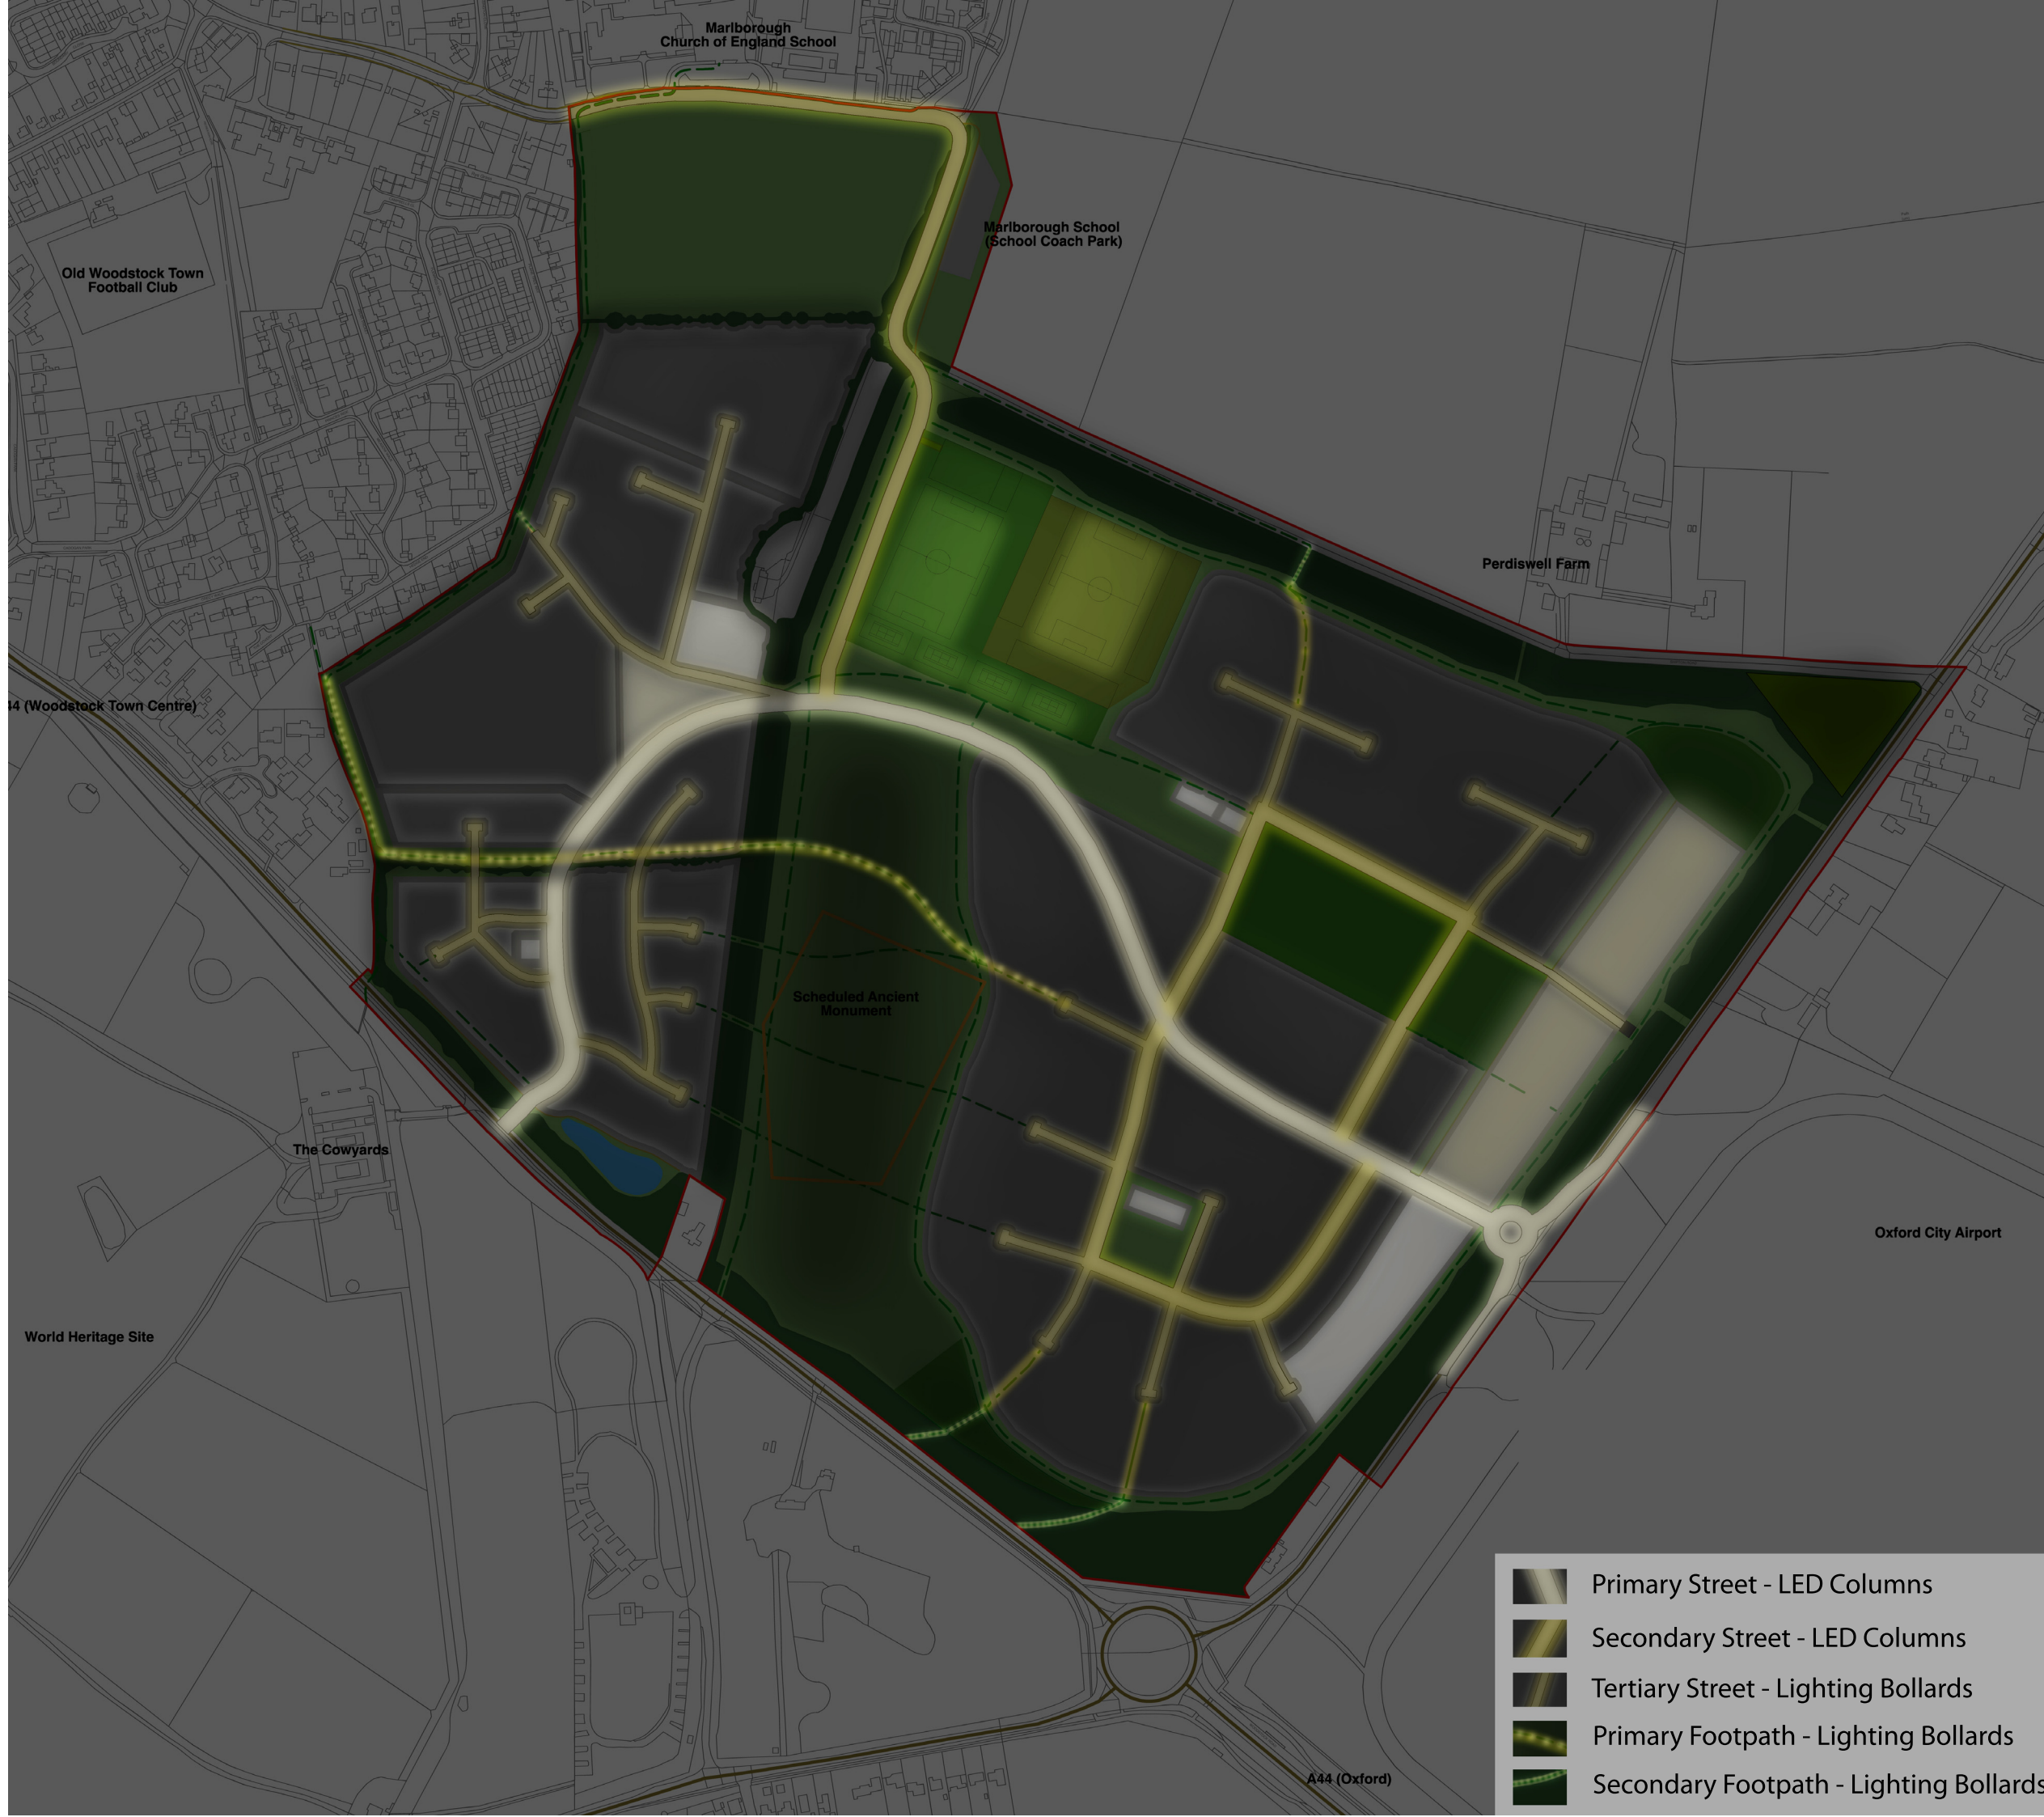 Marlborough
Church of England School
Marlborough School
(School Coach Park)
Old Woodstock Town
Football Club
Perdiswell Farm
44 (Woodstock Town Centre)
Scheduled Ancient
Monument
The Cowyards
Oxford City Airport
World Heritage Site
A44 (Oxford)
Primary Street - LED Columns
Secondary Street - LED Columns
Tertiary Street - Lighting Bollards
Primary Footpath - Lighting Bollards
Secondary Footpath - Lighting Bollards